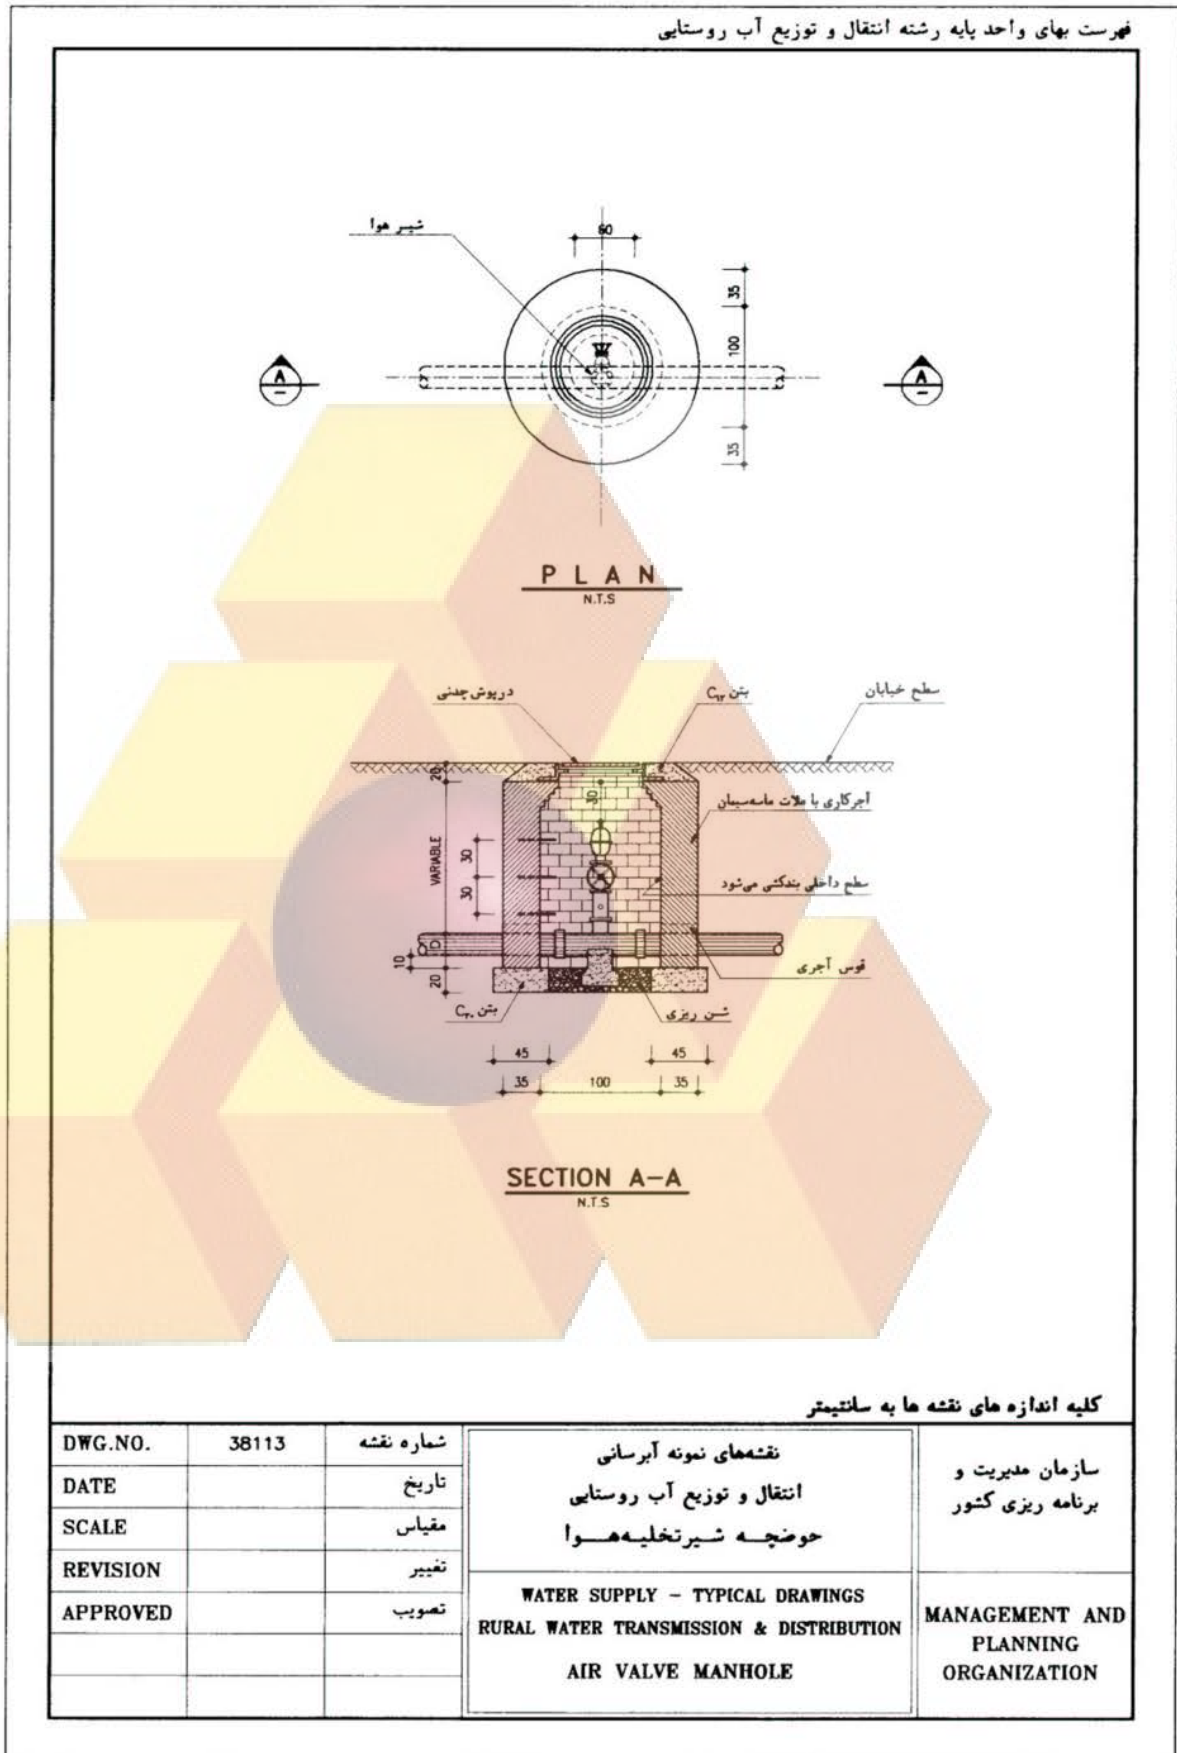 فهرست بهای واحد پایه رشته انتقال و توزیع آب روستایی
شیر هوا
60
35
100
35
A
A
PLAN
N.T.S
درپوش چدنی
بتن C₁₂
سطح خیابان
20
30
آجرکاری با ملات ماسه‌سیمان
VARIABLE
30
30
سطح داخلی بندکشی می‌شود
D
10
20
قوس آجری
بتن C₂₀
شن ریزی
45
45
35
100
35
SECTION A-A
N.T.S
کلیه اندازه های نقشه ها به سانتیمتر
DWG.NO. 38113 شماره نقشه
DATE تاریخ
SCALE مقیاس
REVISION تغییر
APPROVED تصویب
نقشه‌های نمونه آبرسانی
انتقال و توزیع آب روستایی
حوضچه شیرتخلیه‌هوا
WATER SUPPLY - TYPICAL DRAWINGS
RURAL WATER TRANSMISSION & DISTRIBUTION
AIR VALVE MANHOLE
سازمان مدیریت و
برنامه ریزی کشور
MANAGEMENT AND
PLANNING
ORGANIZATION